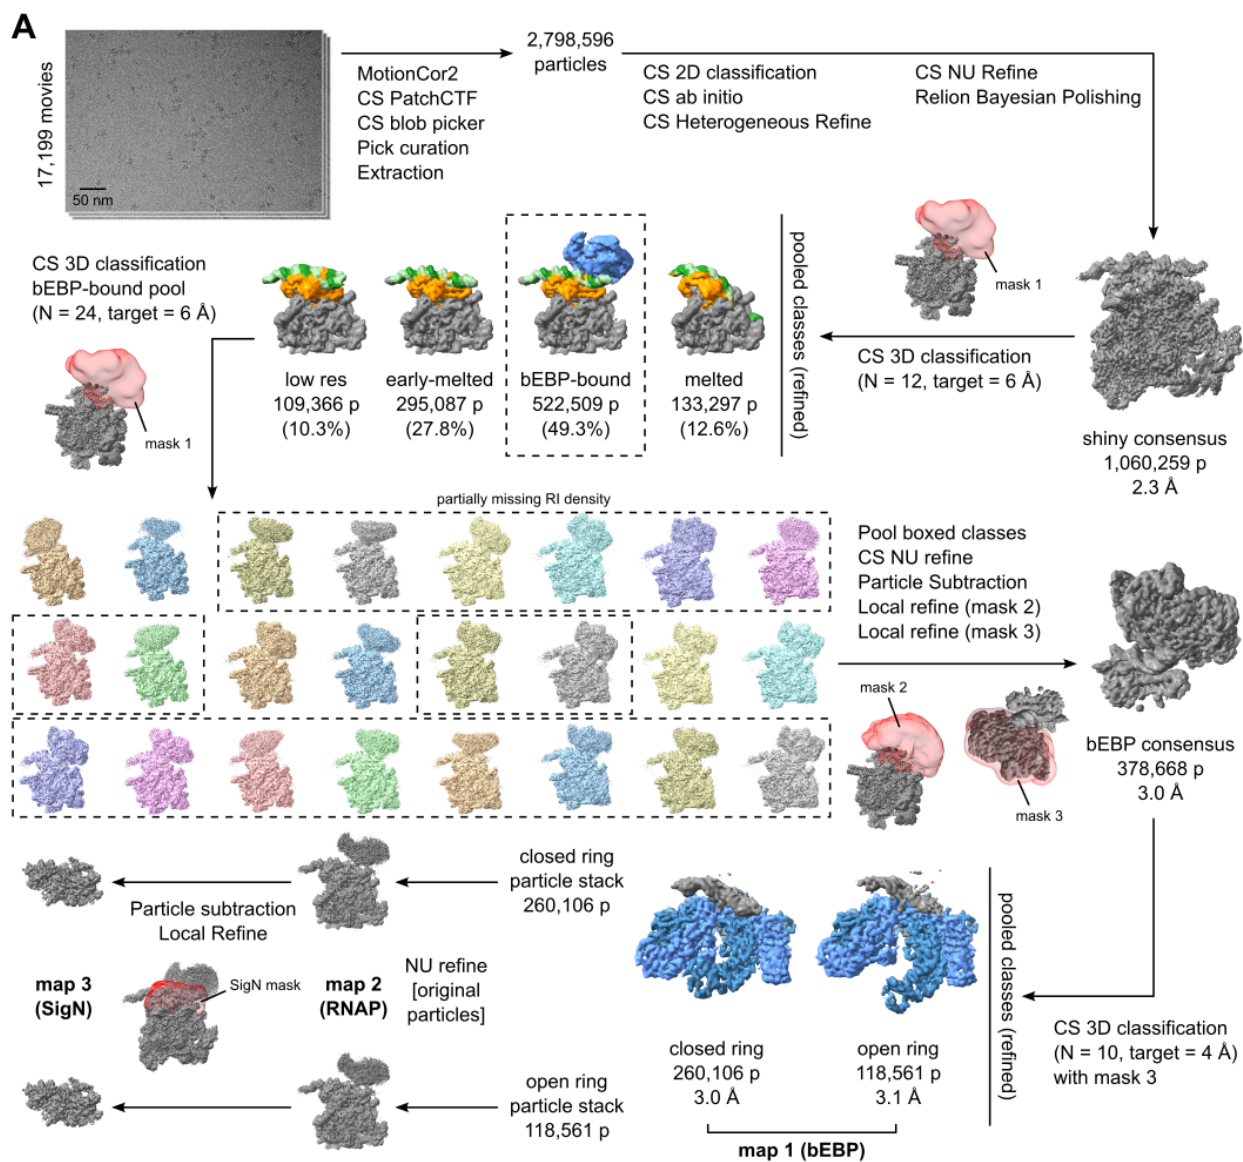 A
17,199 movies
50 nm
MotionCor2
CS PatchCTF
CS blob picker
Pick curation
Extraction
2,798,596
particles
CS 2D classification
CS ab initio
CS Heterogeneous Refine
CS NU Refine
Relion Bayesian Polishing
mask 1
shiny consensus
1,060,259 p
2.3 Å
CS 3D classification
(N = 12, target = 6 Å)
pooled classes (refined)
low res
109,366 p
(10.3%)
early-melted
295,087 p
(27.8%)
bEBP-bound
522,509 p
(49.3%)
melted
133,297 p
(12.6%)
CS 3D classification
bEBP-bound pool
(N = 24, target = 6 Å)
mask 1
partially missing RI density
Pool boxed classes
CS NU refine
Particle Subtraction
Local refine (mask 2)
Local refine (mask 3)
mask 2
mask 3
bEBP consensus
378,668 p
3.0 Å
CS 3D classification
(N = 10, target = 4 Å)
with mask 3
pooled classes (refined)
closed ring
260,106 p
3.0 Å
open ring
118,561 p
3.1 Å
map 1 (bEBP)
closed ring
particle stack
260,106 p
Particle subtraction
Local Refine
map 3
(SigN)
SigN mask
map 2
(RNAP)
NU refine
[original
particles]
open ring
particle stack
118,561 p